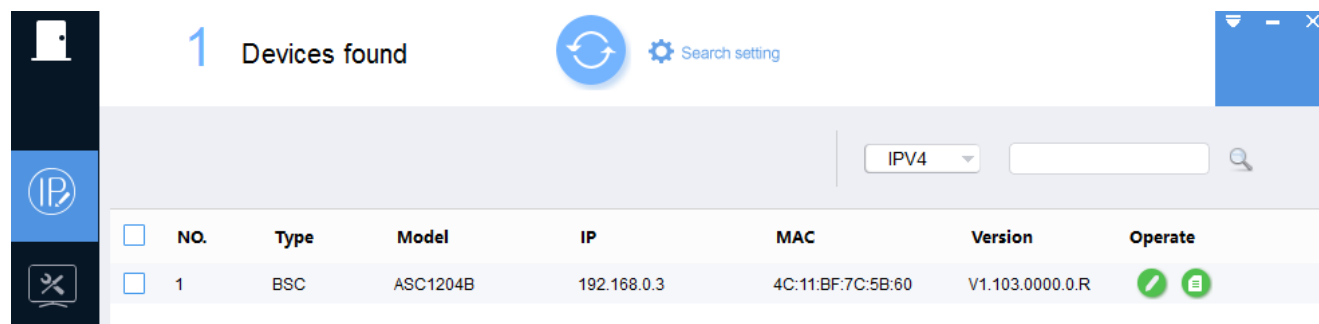 1 Devices found
Search setting
IPV4
IP
NO. Type Model IP MAC Version Operate
1 BSC ASC1204B 192.168.0.3 4C:11:BF:7C:5B:60 V1.103.0000.0.R